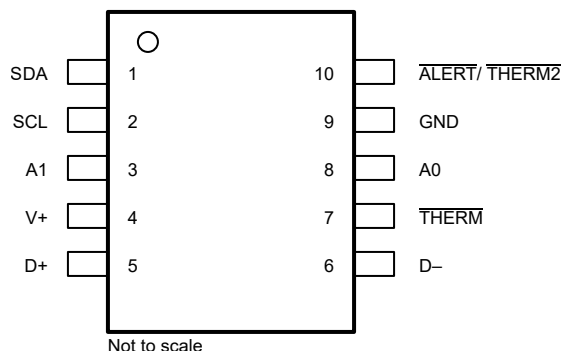 SDA 1 10 ALERT/ THERM2
SCL 2 9 GND
A1 3 8 A0
V+ 4 7 THERM
D+ 5 6 D–
Not to scale